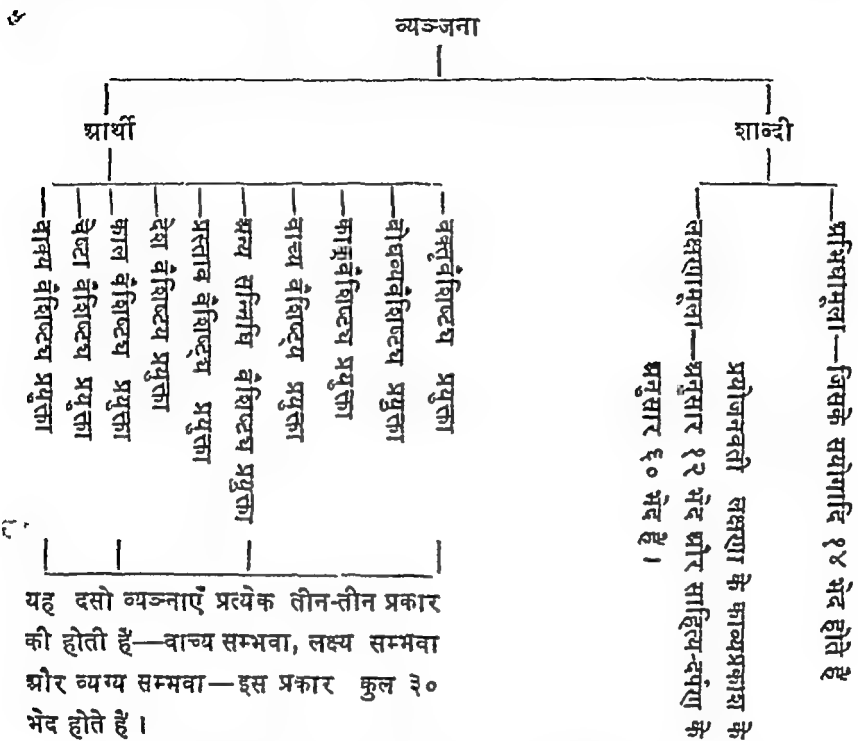 व्यञ्जना
आर्थी
शाब्दी
वाक्य वैशिष्ट्य प्रयुक्ता
चेष्टा वैशिष्ट्य प्रयुक्ता
काल वैशिष्ट्य प्रयुक्ता
देश वैशिष्ट्य प्रयुक्ता
प्रस्ताव वैशिष्ट्य प्रयुक्ता
अन्य सन्निधि वैशिष्ट्य प्रयुक्ता
वाच्य वैशिष्ट्य प्रयुक्ता
काकुवैशिष्ट्य प्रयुक्ता
बोधव्यवैशिष्ट्य प्रयुक्ता
वक्तृवैशिष्ट्य प्रयुक्ता
अभिधामूला—जिसके संयोगादि १४ भेद होते हैं
प्रयोजनवती लक्षणा के काव्यप्रकाश के
लक्षणामूला—अनुसार १२ भेद और साहित्य-दर्पण के
अनुसार ६० भेद हैं।
यह दसो व्यञ्नाएँ प्रत्येक तीन-तीन प्रकार
की होती हैं—वाच्य सम्भवा, लक्ष्य सम्भवा
और व्यग्य सम्भवा—इस प्रकार कुल ३०
भेद होते हैं।